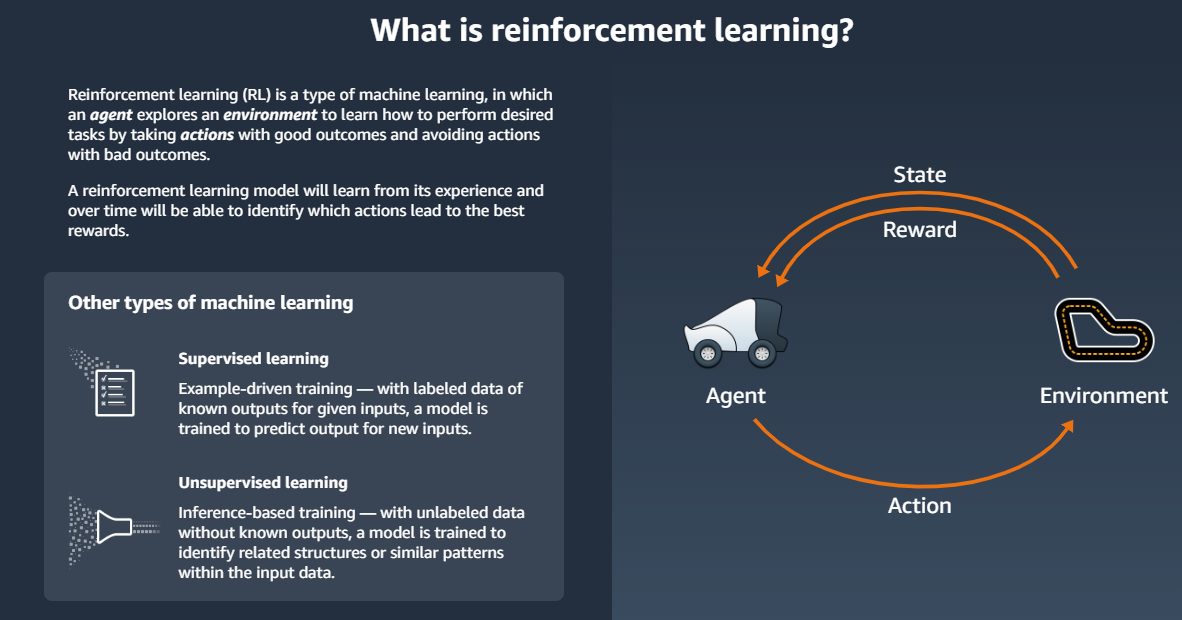 What is reinforcement learning?
Reinforcement learning (RL) is a type of machine learning, in which
an agent explores an environment to learn how to perform desired
tasks by taking actions with good outcomes and avoiding actions
with bad outcomes.
A reinforcement learning model will learn from its experience and
over time will be able to identify which actions lead to the best
rewards.
Other types of machine learning
Supervised learning
Example-driven training — with labeled data of
known outputs for given inputs, a model is
trained to predict output for new inputs.
Unsupervised learning
Inference-based training — with unlabeled data
without known outputs, a model is trained to
identify related structures or similar patterns
within the input data.
State
Reward
Agent
Environment
Action